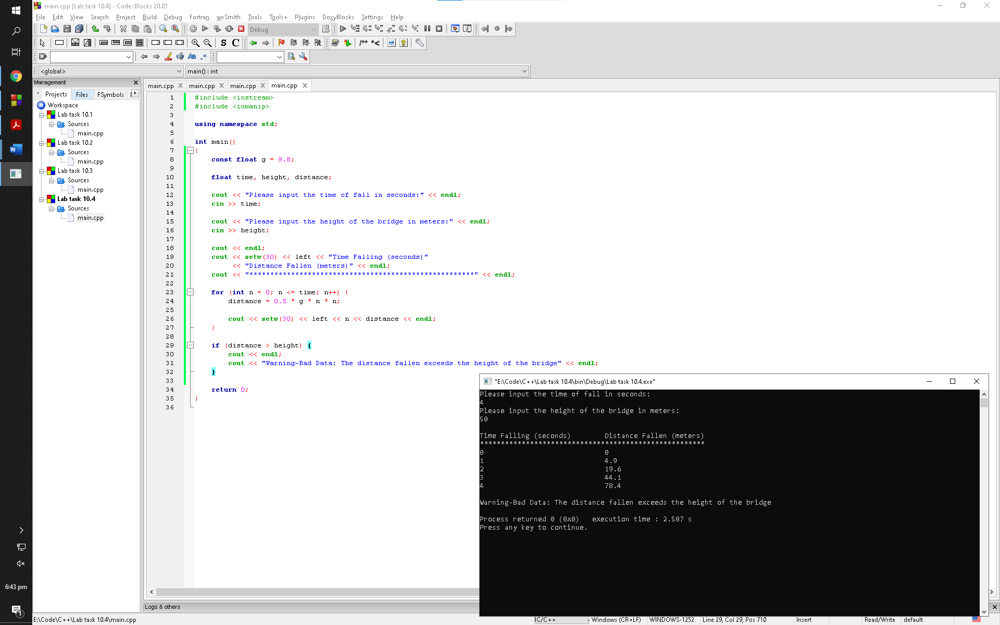 main.cpp [Lab task 10.4] - Code::Blocks 20.03
File Edit View Search Project Build Debug Fortran wxSmith Tools Tools+ Plugins DoxyBlocks Settings Help
Debug
S C /** *< Aa .*
<global> main() : int
Management
Projects Files FSymbols
main.cpp main.cpp main.cpp main.cpp
Workspace
Lab task 10.1
Sources
main.cpp
Lab task 10.2
Sources
main.cpp
Lab task 10.3
Sources
main.cpp
Lab task 10.4
Sources
main.cpp
1 #include <iostream>
2 #include <iomanip>
3
4 using namespace std;
5
6 int main()
7 {
8 const float g = 9.8;
9
10 float time, height, distance;
11
12 cout << "Please input the time of fall in seconds:" << endl;
13 cin >> time;
14
15 cout << "Please input the height of the bridge in meters:" << endl;
16 cin >> height;
17
18 cout << endl;
19 cout << setw(30) << left << "Time Falling (seconds)"
20 << "Distance Fallen (meters)" << endl;
21 cout << "******************************************************" << endl;
22
23 for (int n = 0; n <= time; n++) {
24 distance = 0.5 * g * n * n;
25
26 cout << setw(30) << left << n << distance << endl;
27 }
28
29 if (distance > height) {
30 cout << endl;
31 cout << "Warning-Bad Data: The distance fallen exceeds the height of the bridge" << endl;
32 }
33
34 return 0;
35 }
36
"E:\Code\C++\Lab task 10.4\bin\Debug\Lab task 10.4.exe"
Please input the time of fall in seconds:
4
Please input the height of the bridge in meters:
50
Time Falling (seconds) Distance Fallen (meters)
******************************************************
0 0
1 4.9
2 19.6
3 44.1
4 78.4
Warning-Bad Data: The distance fallen exceeds the height of the bridge
Process returned 0 (0x0) execution time : 2.587 s
Press any key to continue.
6:43 pm
1
Logs & others
E:\Code\C++\Lab task 10.4\main.cpp C/C++ Windows (CR+LF) WINDOWS-1252 Line 29, Col 29, Pos 710 Insert Read/Write default